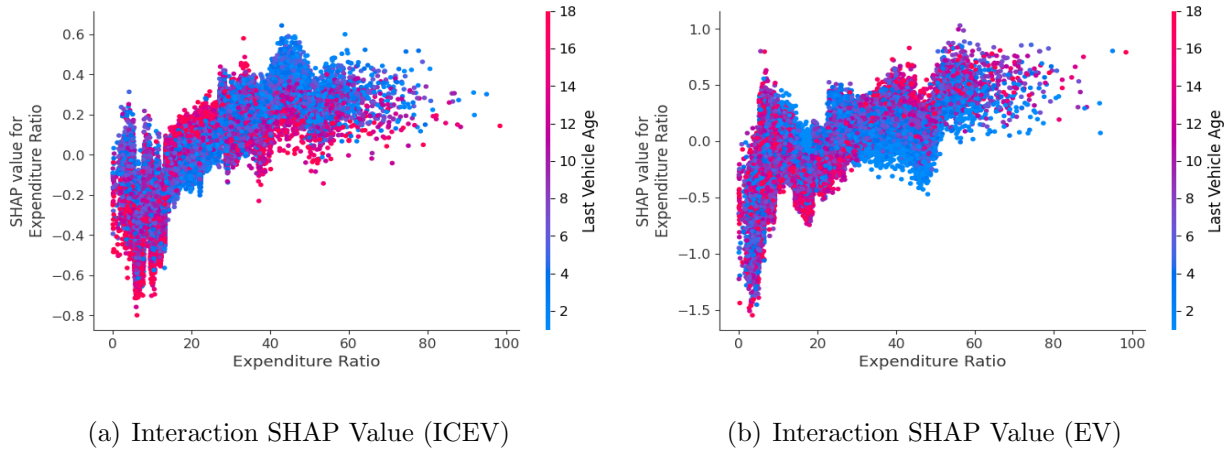 0.6
0.4
0.2
0.0
−0.2
−0.4
−0.6
−0.8
SHAP value for
Expenditure Ratio
0 20 40 60 80 100
Expenditure Ratio
18
16
14
12
10
8
6
4
2
Last Vehicle Age
(a) Interaction SHAP Value (ICEV)
1.0
0.5
0.0
−0.5
−1.0
−1.5
SHAP value for
Expenditure Ratio
0 20 40 60 80 100
Expenditure Ratio
18
16
14
12
10
8
6
4
2
Last Vehicle Age
(b) Interaction SHAP Value (EV)